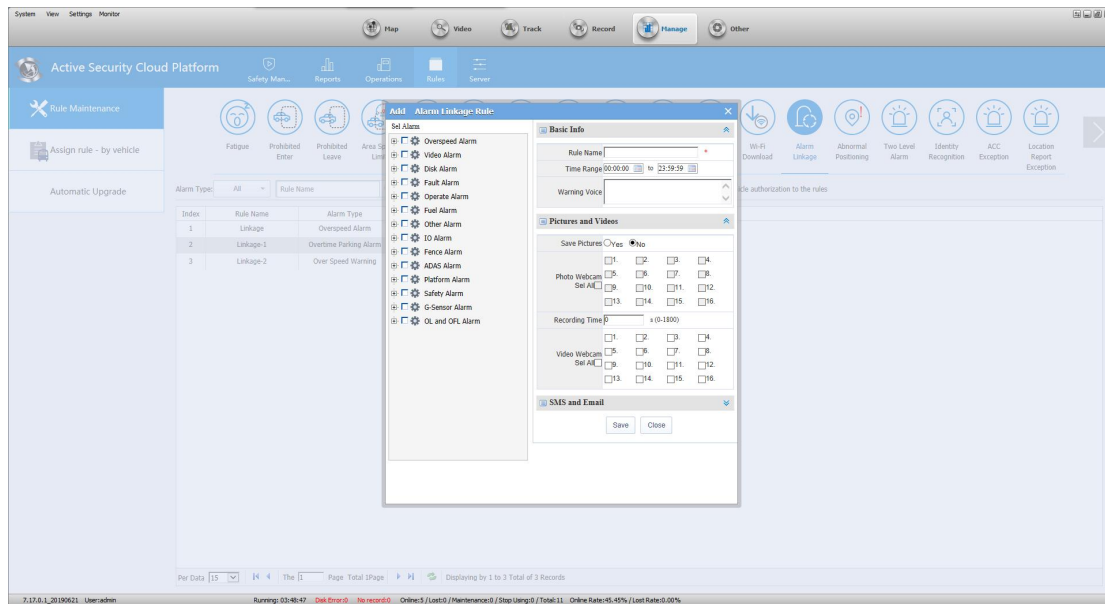 System View Settings Monitor
Map Video Track Record Manage Other
Active Security Cloud Platform
Safety Man... Reports Operations Rules Server
Rule Maintenance
Assign rule - by vehicle
Automatic Upgrade
Fatigue Prohibited Enter Prohibited Leave Area Sp Limi
Wi-Fi Download Alarm Linkage Abnormal Positioning Two Level Alarm Identity Recognition ACC Exception Location Report Exception
Alarm Type: All Rule Name
cle authorization to the rules
Index Rule Name Alarm Type
1 Linkage Overspeed Alarm
2 Linkage-1 Overtime Parking Alarm
3 Linkage-2 Over Speed Warning
Add Alarm Linkage Rule
Sel Alarm
Overspeed Alarm
Video Alarm
Disk Alarm
Fault Alarm
Operate Alarm
Fuel Alarm
Other Alarm
IO Alarm
Fence Alarm
ADAS Alarm
Platform Alarm
Safety Alarm
G-Sensor Alarm
OL and OFL Alarm
Basic Info
Rule Name *
Time Range 00:00:00 to 23:59:59
Warning Voice
Pictures and Videos
Save Pictures Yes No
Photo Webcam Sel All
1. 2. 3. 4.
5. 6. 7. 8.
9. 10. 11. 12.
13. 14. 15. 16.
Recording Time 0 s (0-1800)
Video Webcam Sel All
1. 2. 3. 4.
5. 6. 7. 8.
9. 10. 11. 12.
13. 14. 15. 16.
SMS and Email
Save Close
Per Data 15 The 1 Page Total 1Page Displaying by 1 to 3 Total of 3 Records
7.17.0.1_20190621 User:admin Running: 03:48:47 Disk Error:0 No record:0 Online:5 / Lost:0 / Maintenance:0 / Stop Using:0 / Total:11 Online Rate:45.45% / Lost Rate:0.00%